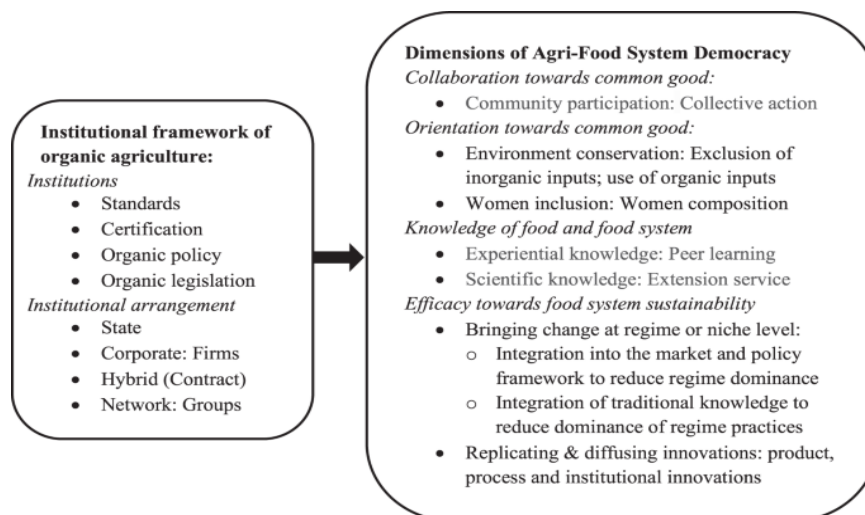 Institutional framework of
organic agriculture:
Institutions
• Standards
• Certification
• Organic policy
• Organic legislation
Institutional arrangement
• State
• Corporate: Firms
• Hybrid (Contract)
• Network: Groups
Dimensions of Agri-Food System Democracy
Collaboration towards common good:
• Community participation: Collective action
Orientation towards common good:
• Environment conservation: Exclusion of
inorganic inputs; use of organic inputs
• Women inclusion: Women composition
Knowledge of food and food system
• Experiential knowledge: Peer learning
• Scientific knowledge: Extension service
Efficacy towards food system sustainability
• Bringing change at regime or niche level:
o Integration into the market and policy
framework to reduce regime dominance
o Integration of traditional knowledge to
reduce dominance of regime practices
• Replicating & diffusing innovations: product,
process and institutional innovations